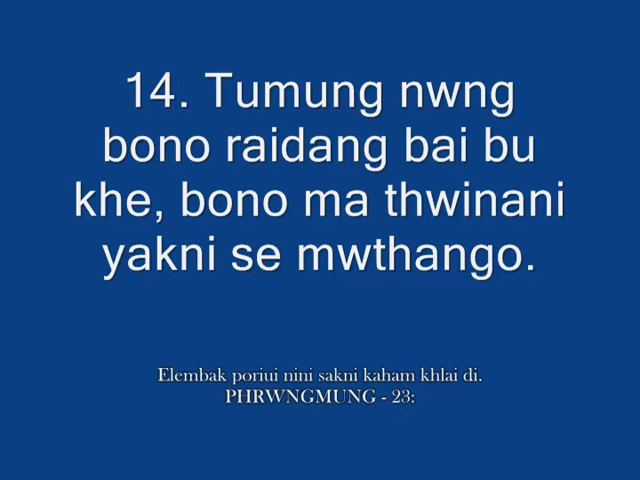 14. Tumung nwng
bono raidang bai bu
khe, bono ma thwinani
yakni se mwthango.
Elembak poriui nini sakni kaham khlai di.
PHRWNGMUNG - 23: